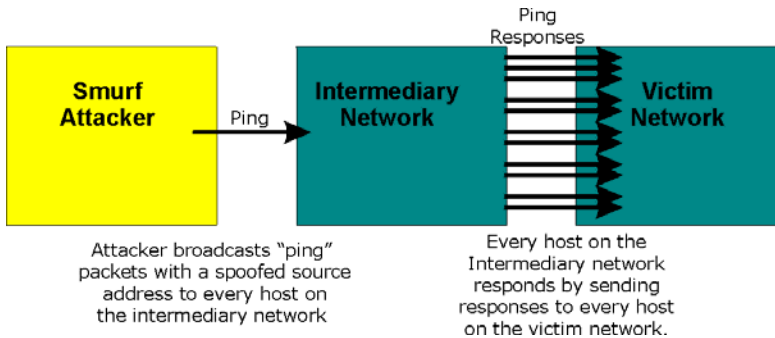 Ping
Responses
Smurf
Attacker
Ping
Intermediary
Network
Victim
Network
Attacker broadcasts “ping”
packets with a spoofed source
address to every host on
the intermediary network
Every host on the
Intermediary network
responds by sending
responses to every host
on the victim network.